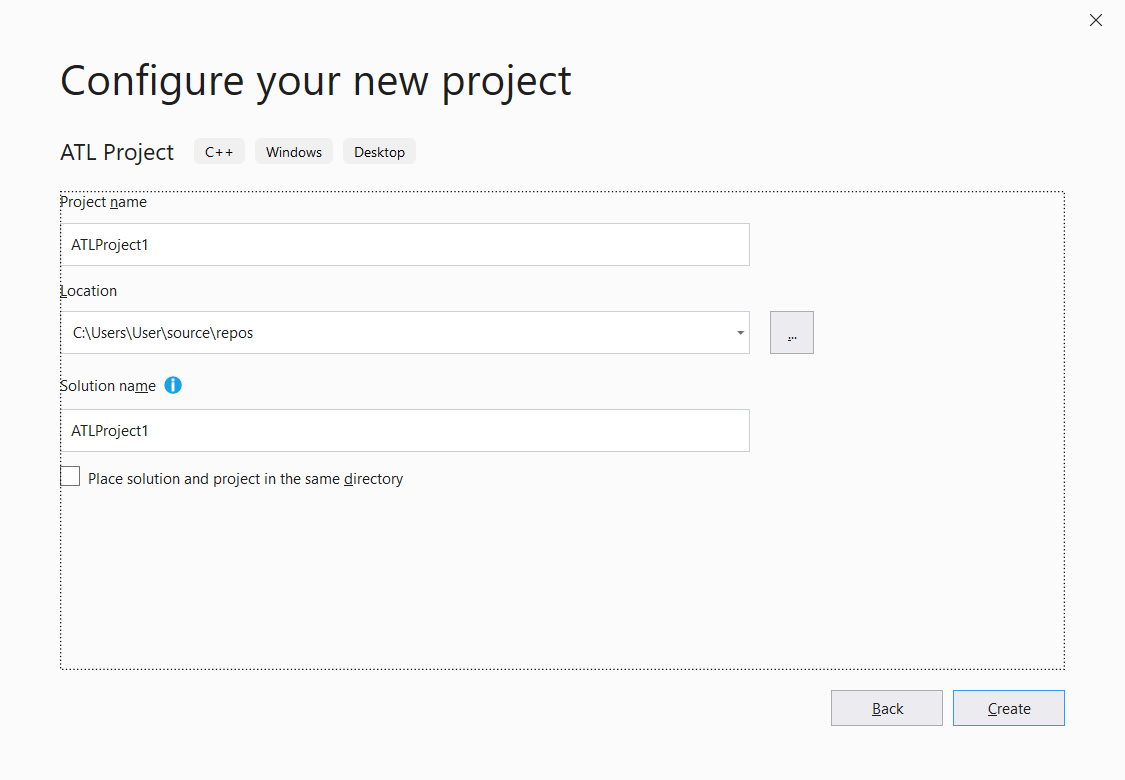 Configure your new project
ATL Project C++ Windows Desktop
Project name
ATLProject1
Location
C:\Users\User\source\repos
...
Solution name
ATLProject1
Place solution and project in the same directory
Back Create